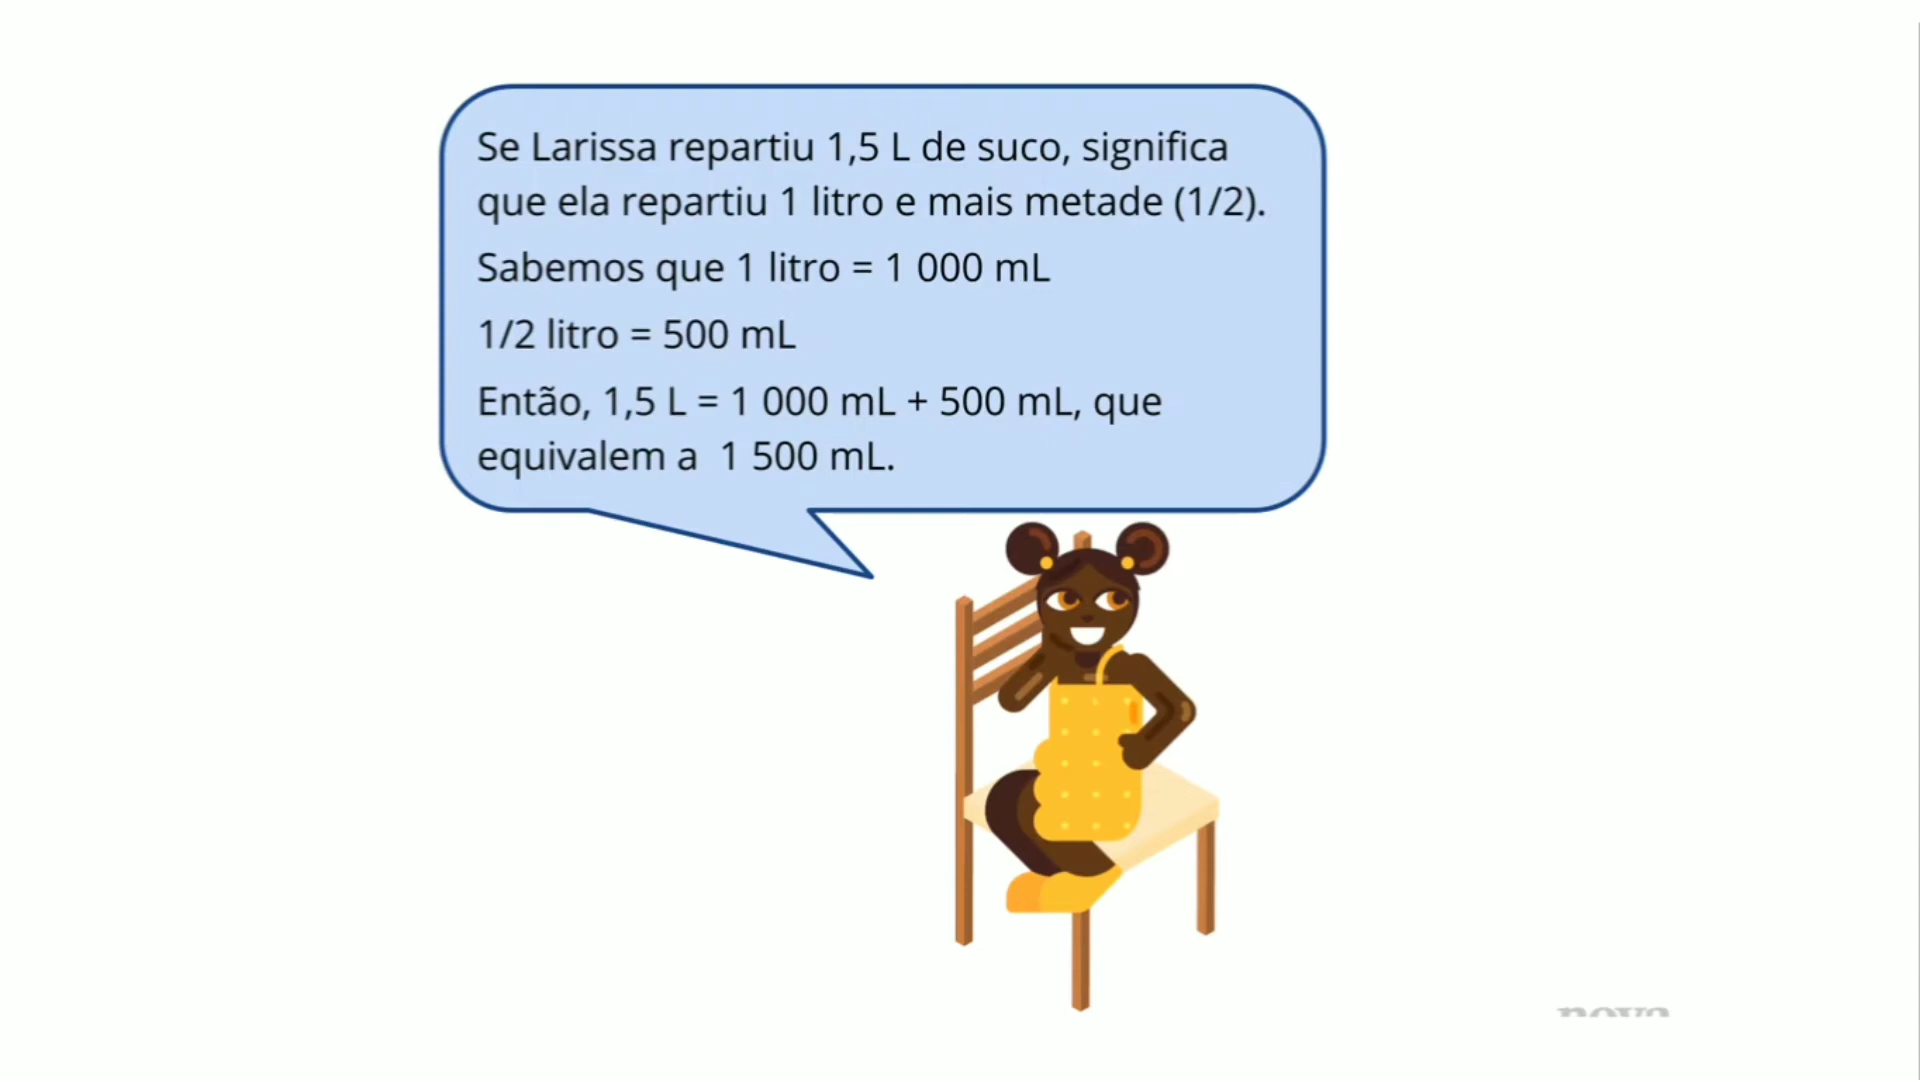 Se Larissa repartiu 1,5 L de suco, significa
que ela repartiu 1 litro e mais metade (1/2).
Sabemos que 1 litro = 1 000 mL
1/2 litro = 500 mL
Então, 1,5 L = 1 000 mL + 500 mL, que
equivalem a  1 500 mL.
nova